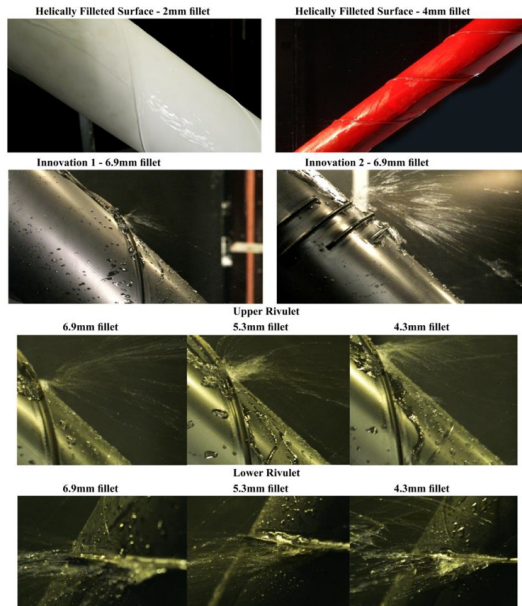 Helically Filleted Surface - 2mm fillet
Helically Filleted Surface - 4mm fillet
Innovation 1 - 6.9mm fillet
Innovation 2 - 6.9mm fillet
Upper Rivulet
6.9mm fillet
5.3mm fillet
4.3mm fillet
Lower Rivulet
6.9mm fillet
5.3mm fillet
4.3mm fillet